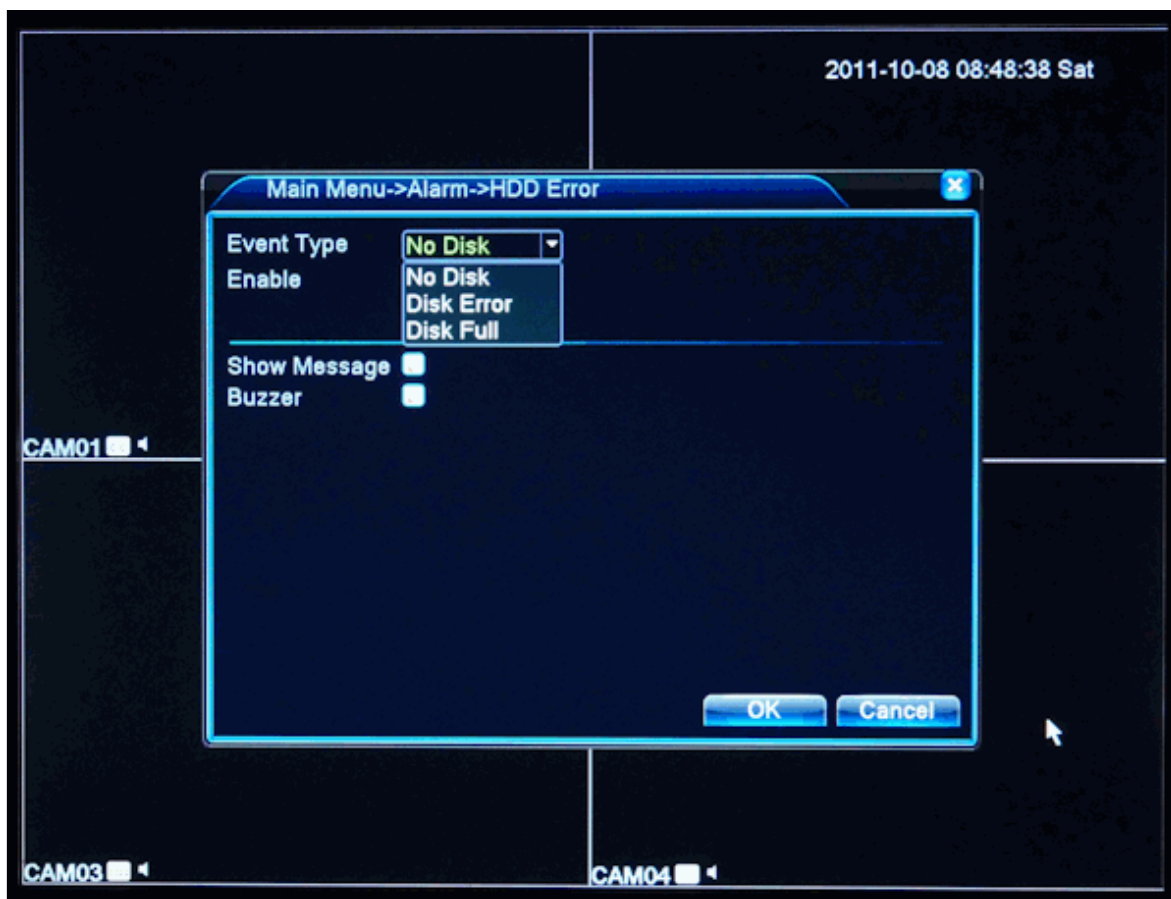 2011-10-08 08:48:38 Sat
Main Menu->Alarm->HDD Error
Event Type No Disk
Enable No Disk
Disk Error
Disk Full
Show Message
Buzzer
CAM01
OK Cancel
CAM03 CAM04